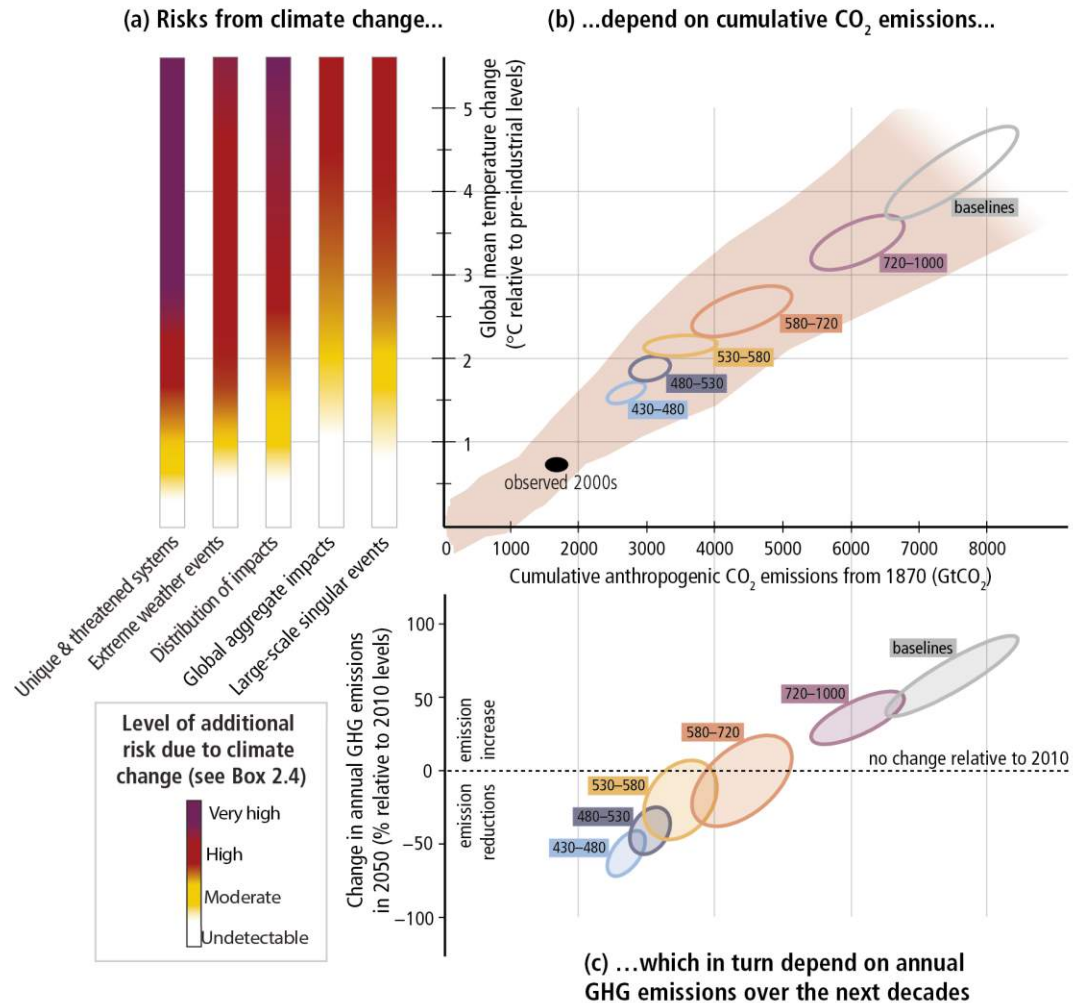 (a) Risks from climate change...
(b) ...depend on cumulative CO₂ emissions...
Global mean temperature change
(°C relative to pre-industrial levels)
5
4
3
2
1
baselines
720–1000
580–720
530–580
480–530
430–480
observed 2000s
0
1000
2000
3000
4000
5000
6000
7000
8000
Cumulative anthropogenic CO₂ emissions from 1870 (GtCO₂)
Unique & threatened systems
Extreme weather events
Distribution of impacts
Global aggregate impacts
Large-scale singular events
Level of additional
risk due to climate
change (see Box 2.4)
Very high
High
Moderate
Undetectable
Change in annual GHG emissions
in 2050 (% relative to 2010 levels)
100
50
0
−50
−100
emission
increase
emission
reductions
baselines
720–1000
580–720
no change relative to 2010
530–580
480–530
430–480
(c) ...which in turn depend on annual
GHG emissions over the next decades